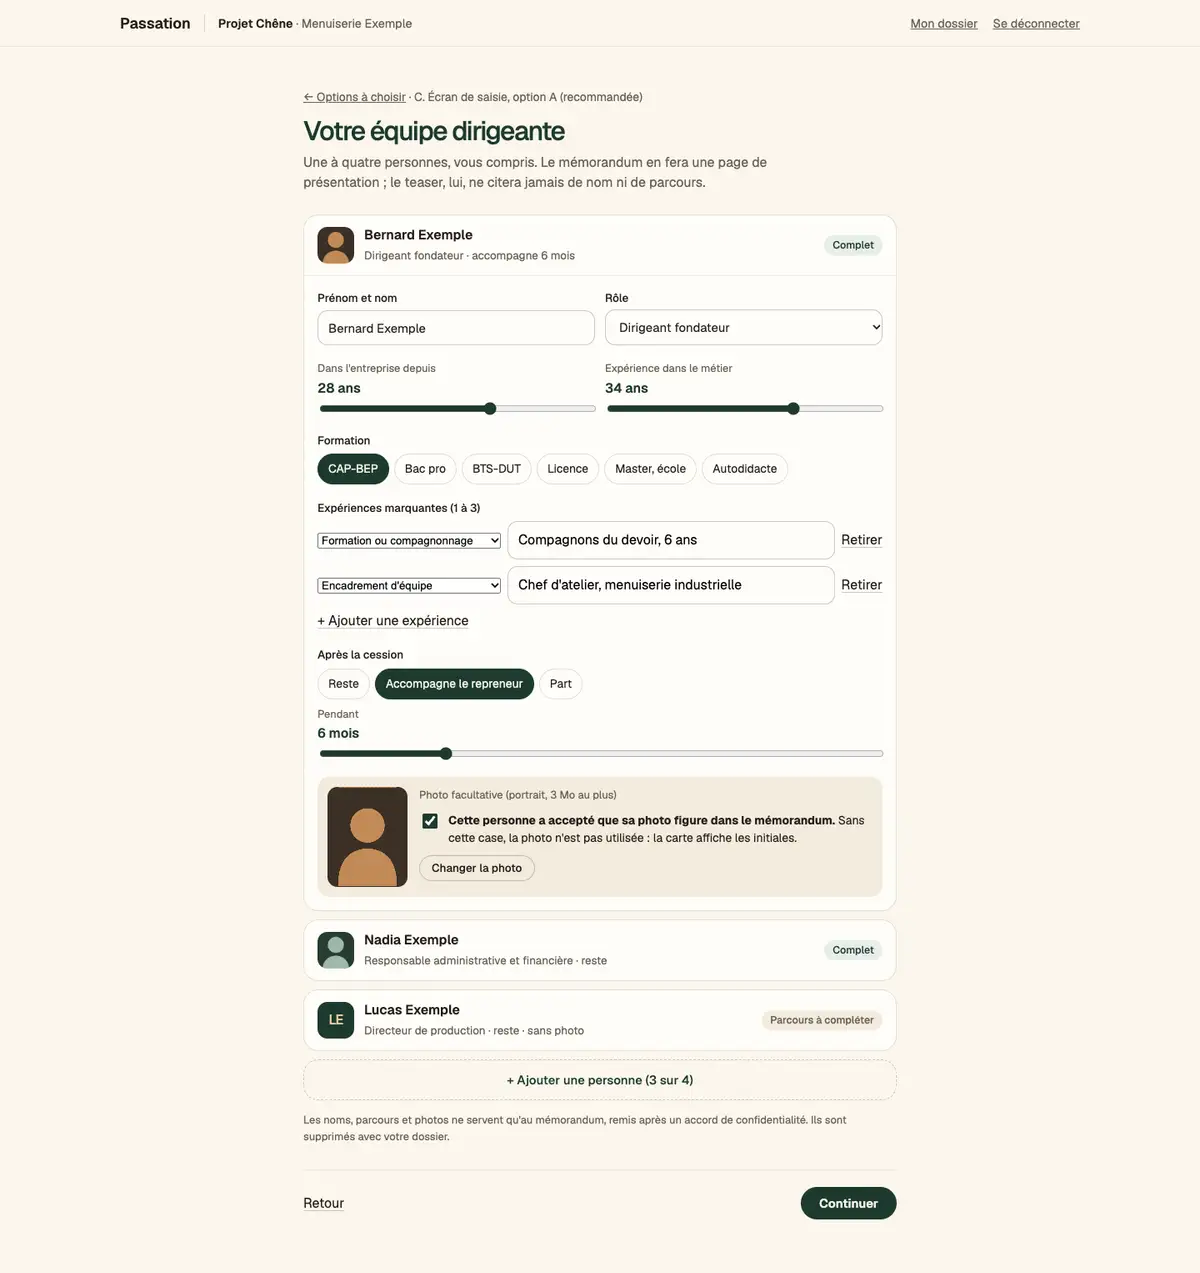 Passation
Projet Chêne · Menuiserie Exemple
Mon dossier
Se déconnecter
← Options à choisir · C. Écran de saisie, option A (recommandée)
Votre équipe dirigeante
Une à quatre personnes, vous compris. Le mémorandum en fera une page de
présentation ; le teaser, lui, ne citera jamais de nom ni de parcours.
Bernard Exemple
Dirigeant fondateur · accompagne 6 mois
Complet
Prénom et nom
Rôle
Bernard Exemple
Dirigeant fondateur
Dans l'entreprise depuis
Expérience dans le métier
28 ans
34 ans
Formation
CAP-BEP
Bac pro
BTS-DUT
Licence
Master, école
Autodidacte
Expériences marquantes (1 à 3)
Formation ou compagnonnage
Compagnons du devoir, 6 ans
Retirer
Encadrement d'équipe
Chef d'atelier, menuiserie industrielle
Retirer
+ Ajouter une expérience
Après la cession
Reste
Accompagne le repreneur
Part
Pendant
6 mois
Photo facultative (portrait, 3 Mo au plus)
Cette personne a accepté que sa photo figure dans le mémorandum. Sans
cette case, la photo n'est pas utilisée : la carte affiche les initiales.
Changer la photo
Nadia Exemple
Responsable administrative et financière · reste
Complet
LE
Lucas Exemple
Directeur de production · reste · sans photo
Parcours à compléter
+ Ajouter une personne (3 sur 4)
Les noms, parcours et photos ne servent qu'au mémorandum, remis après un accord de confidentialité. Ils sont
supprimés avec votre dossier.
Retour
Continuer